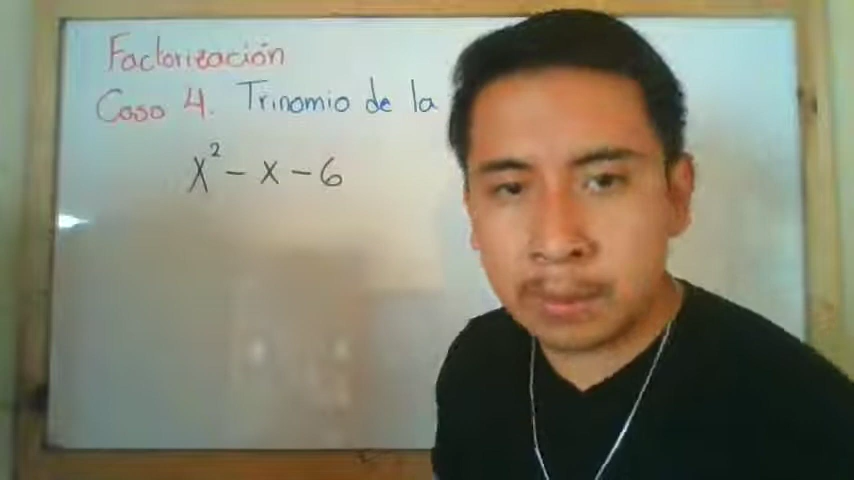 Factorización
Caso 4. Trinomio de la
x² - x - 6